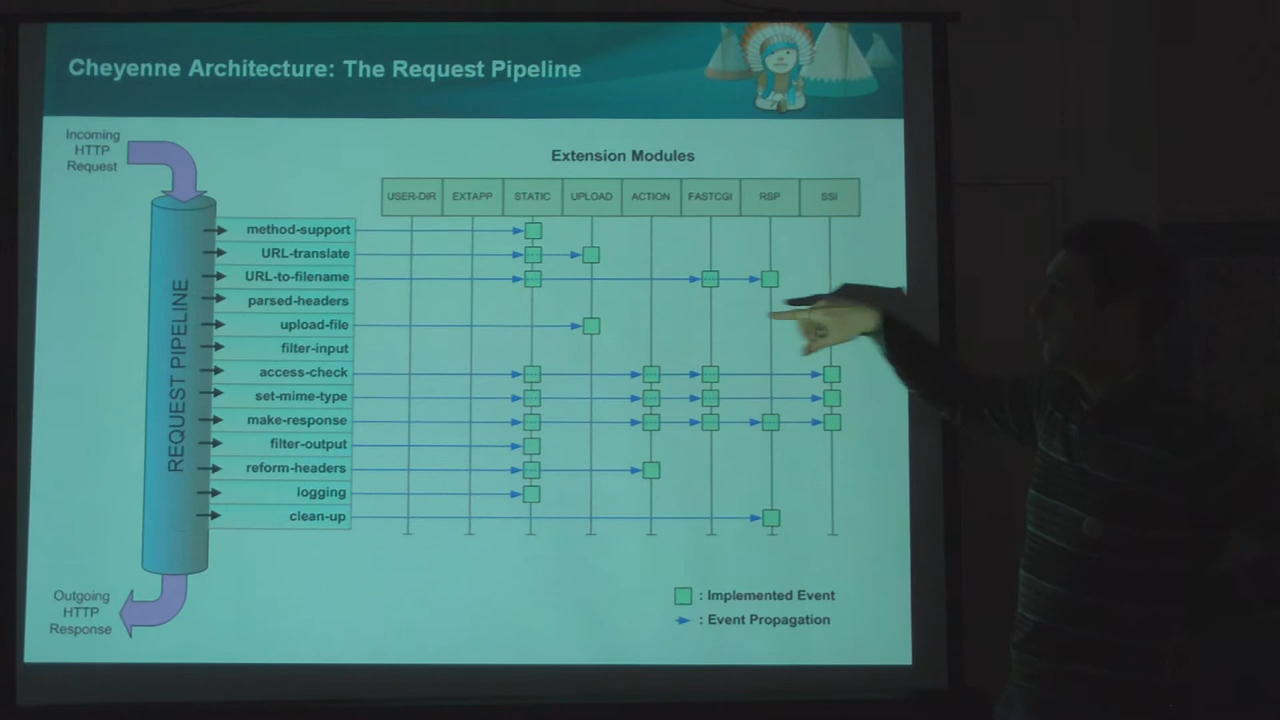 Cheyenne Architecture: The Request Pipeline
Incoming
HTTP
Request
Extension Modules
USER-DIR EXTAPP STATIC UPLOAD ACTION FASTCGI RSP SSI
REQUEST PIPELINE
method-support
URL-translate
URL-to-filename
parsed-headers
upload-file
filter-input
access-check
set-mime-type
make-response
filter-output
reform-headers
logging
clean-up
Outgoing
HTTP
Response
: Implemented Event
: Event Propagation